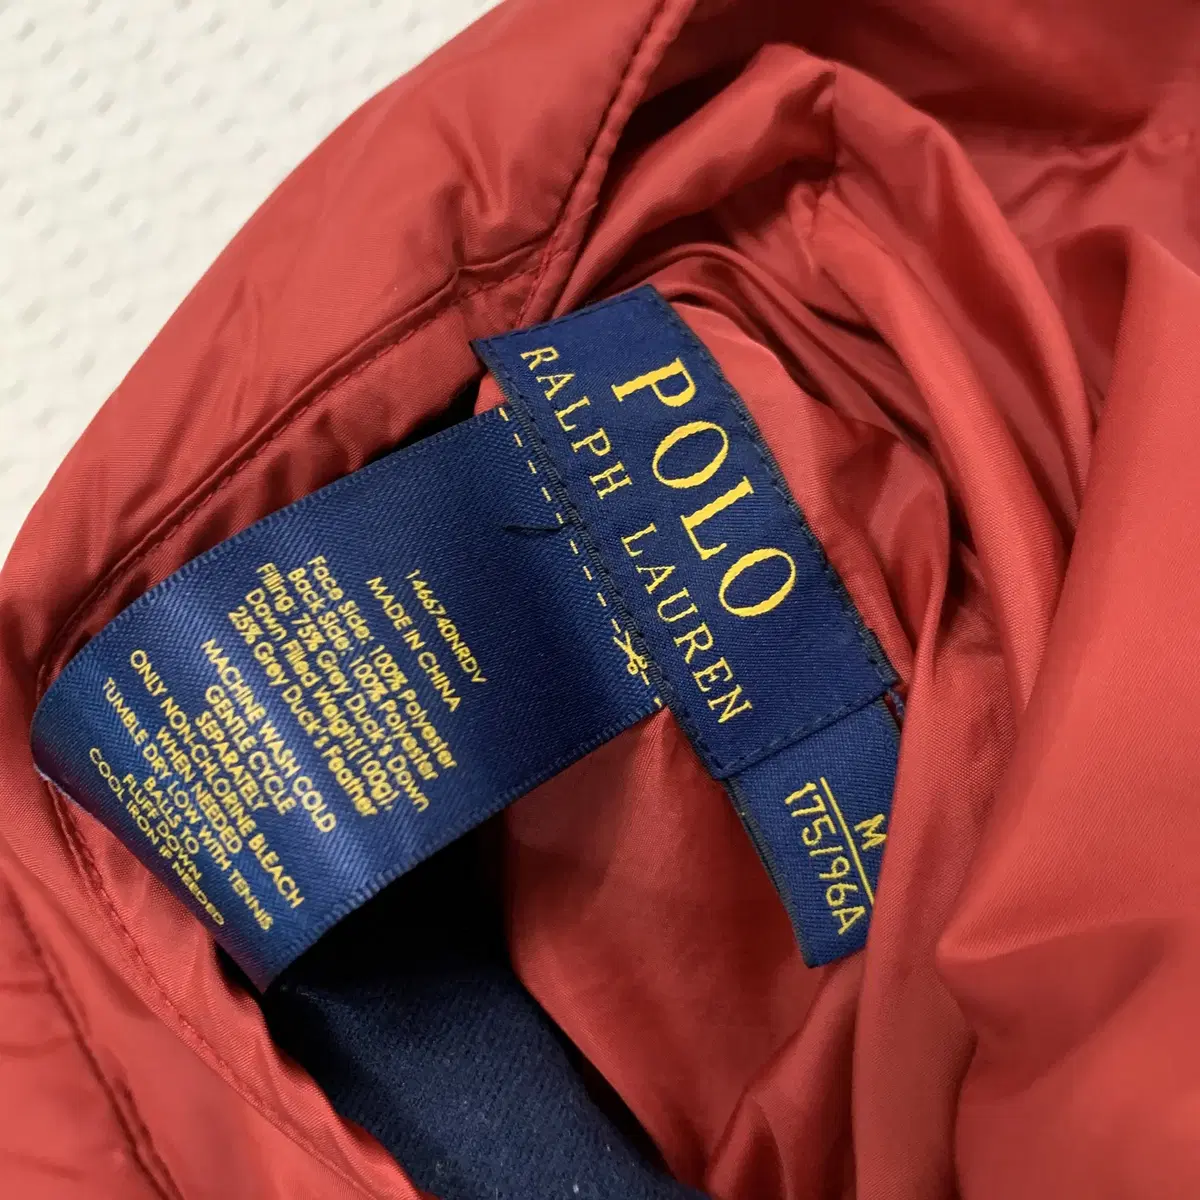 POLO
RALPH LAUREN
M
175/96A
1466740NRDV
MADE IN CHINA
Face Side: 100% Polyester
Back Side: 100% Polyester
Down Filled Weight(100g).
Filling: 75% Grey Duck's Down
25% Grey Duck's Feather
MACHINE WASH COLD
GENTLE CYCLE
SEPARATELY
ONLY NON-CHLORINE BLEACH
WHEN NEEDED
TUMBLE DRY LOW WITH TENNIS
BALLS TO
FLUFF DOWN
COOL IRON IF NEEDED